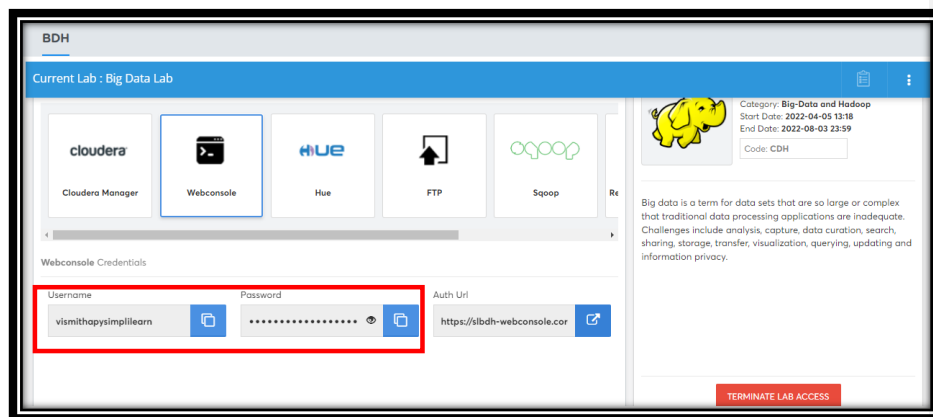 BDH
Current Lab : Big Data Lab
cloudera
HUE
sqoop
Cloudera Manager
Webconsole
Hue
FTP
Sqoop
Re
Webconsole Credentials
Username
Password
Auth Url
vismithapysimplilearn
••••••••••••••••••
https://slbdh-webconsole.cor
Category: Big-Data and Hadoop
Start Date: 2022-04-05 13:18
End Date: 2022-08-03 23:59
Code: CDH
Big data is a term for data sets that are so large or complex
that traditional data processing applications are inadequate.
Challenges include analysis, capture, data curation, search,
sharing, storage, transfer, visualization, querying, updating and
information privacy.
TERMINATE LAB ACCESS